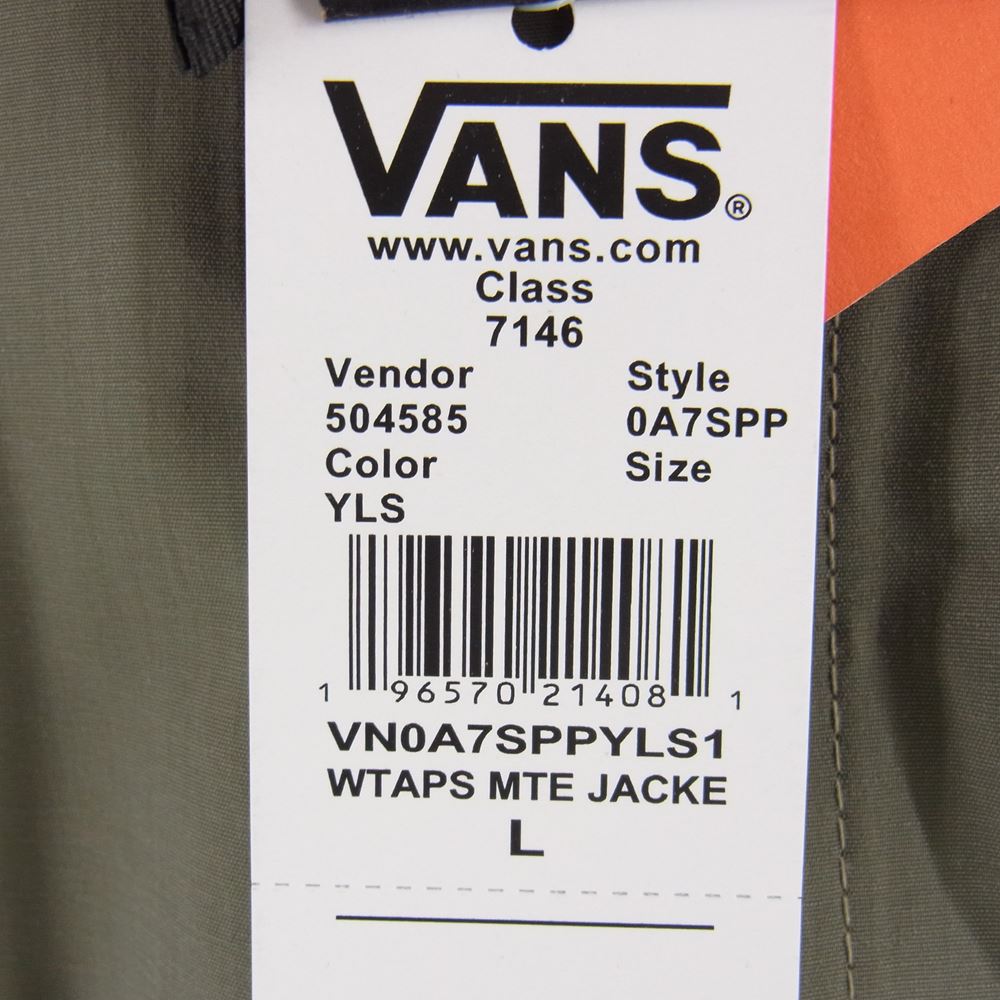 VANS®
www.vans.com
Class
7146
Vendor Style
504585 0A7SPP
Color Size
YLS
1 96570 21408 1
VN0A7SPPYLS1
WTAPS MTE JACKE
L